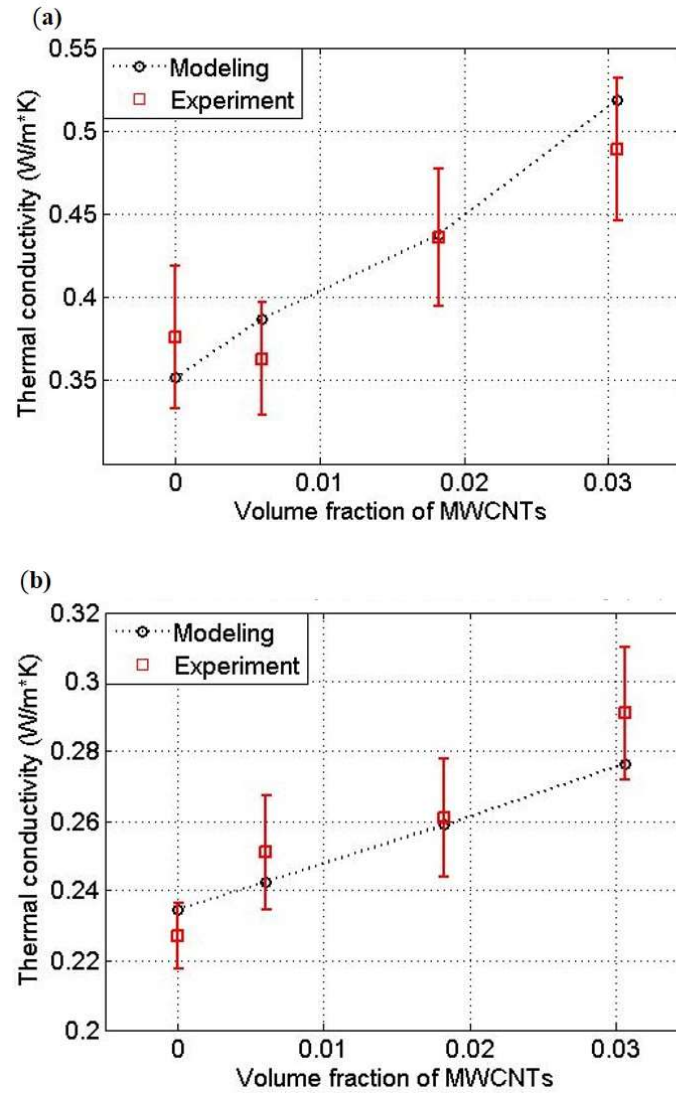 (a)
0.55
0.5
0.45
0.4
0.35
Thermal conductivity (W/m*K)
Modeling
Experiment
0 0.01 0.02 0.03
Volume fraction of MWCNTs
(b)
0.32
0.3
0.28
0.26
0.24
0.22
0.2
Thermal conductivity (W/m*K)
Modeling
Experiment
0 0.01 0.02 0.03
Volume fraction of MWCNTs